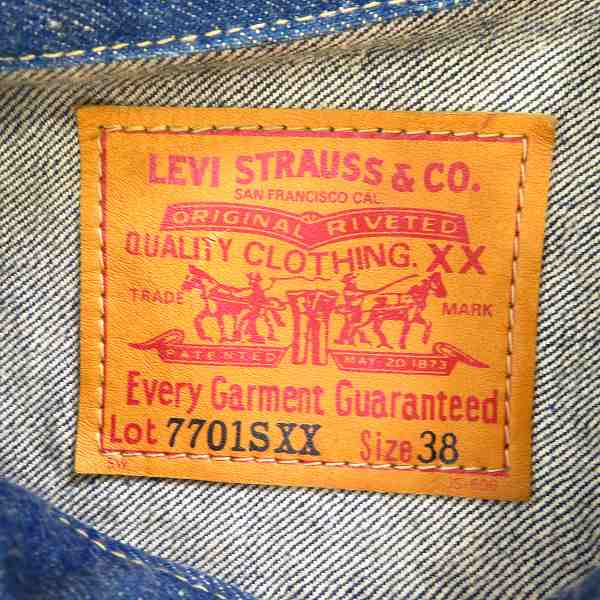 LEVI STRAUSS & CO.
SAN FRANCISCO CAL.
ORIGINAL RIVETED
QUALITY CLOTHING. XX
TRADE MARK
PATENTED MAY 20 1873
Every Garment Guaranteed
Lot 7701SXX Size 38